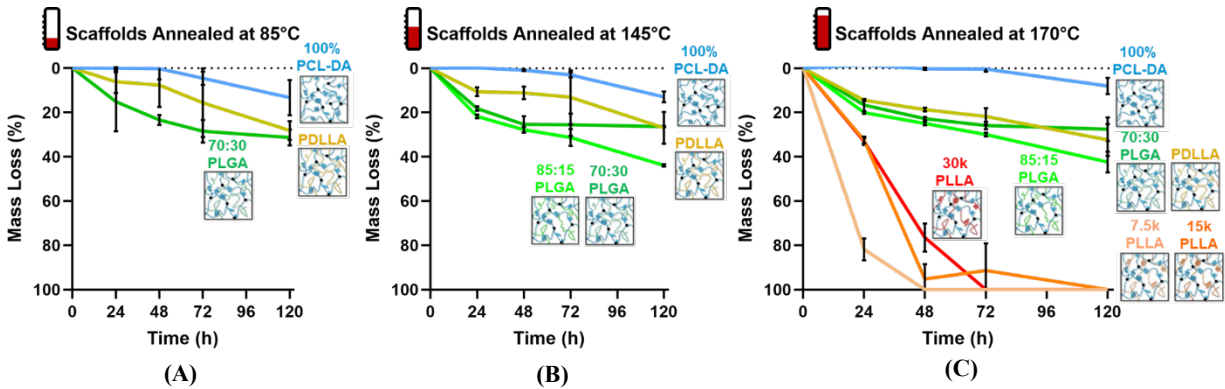 Scaffolds Annealed at 85°C
100%
PCL-DA
0
20
40
60
80
100
Mass Loss (%)
70:30
PLGA
PDLLA
0 24 48 72 96 120
Time (h)
(A)
Scaffolds Annealed at 145°C
100%
PCL-DA
0
20
40
60
80
100
Mass Loss (%)
85:15 70:30
PLGA PLGA
PDLLA
0 24 48 72 96 120
Time (h)
(B)
Scaffolds Annealed at 170°C
100%
PCL-DA
0
20
40
60
80
100
Mass Loss (%)
30k
PLLA
85:15
PLGA
70:30
PLGA PDLLA
7.5k 15k
PLLA PLLA
0 24 48 72 96 120
Time (h)
(C)